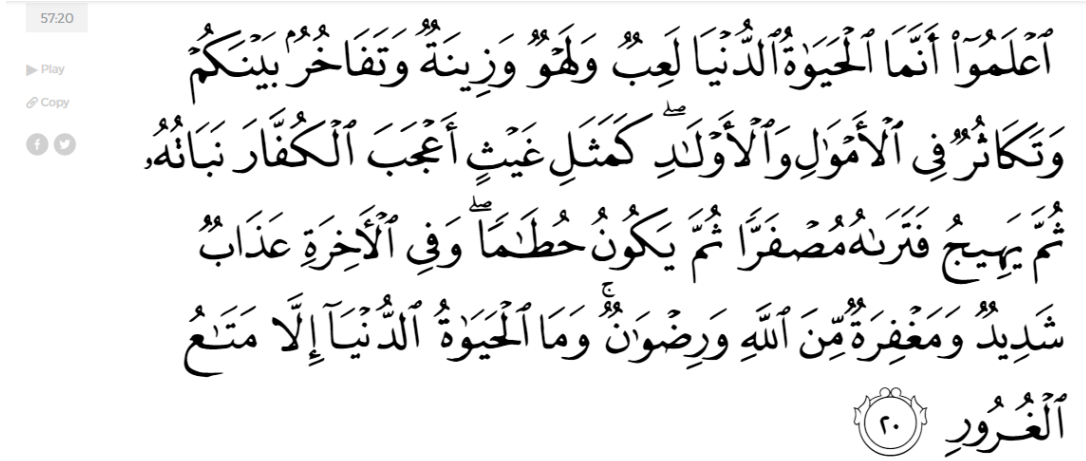 57:20
ٱعْلَمُوٓا۟ أَنَّمَا ٱلْحَيَوٰةُ ٱلدُّنْيَا لَعِبٌ وَلَهْوٌ وَزِينَةٌ وَتَفَاخُرٌۢ بَيْنَكُمْ
Play
Copy
وَتَكَاثُرٌ فِى ٱلْأَمْوَٰلِ وَٱلْأَوْلَـٰدِ ۖ كَمَثَلِ غَيْثٍ أَعْجَبَ ٱلْكُفَّارَ نَبَاتُهُۥ
ثُمَّ يَهِيجُ فَتَرَىٰهُ مُصْفَرًّا ثُمَّ يَكُونُ حُطَـٰمًا ۖ وَفِى ٱلْـَٔاخِرَةِ عَذَابٌ
شَدِيدٌ وَمَغْفِرَةٌ مِّنَ ٱللَّهِ وَرِضْوَٰنٌ ۚ وَمَا ٱلْحَيَوٰةُ ٱلدُّنْيَآ إِلَّا مَتَـٰعُ
ٱلْغُرُورِ ٢٠